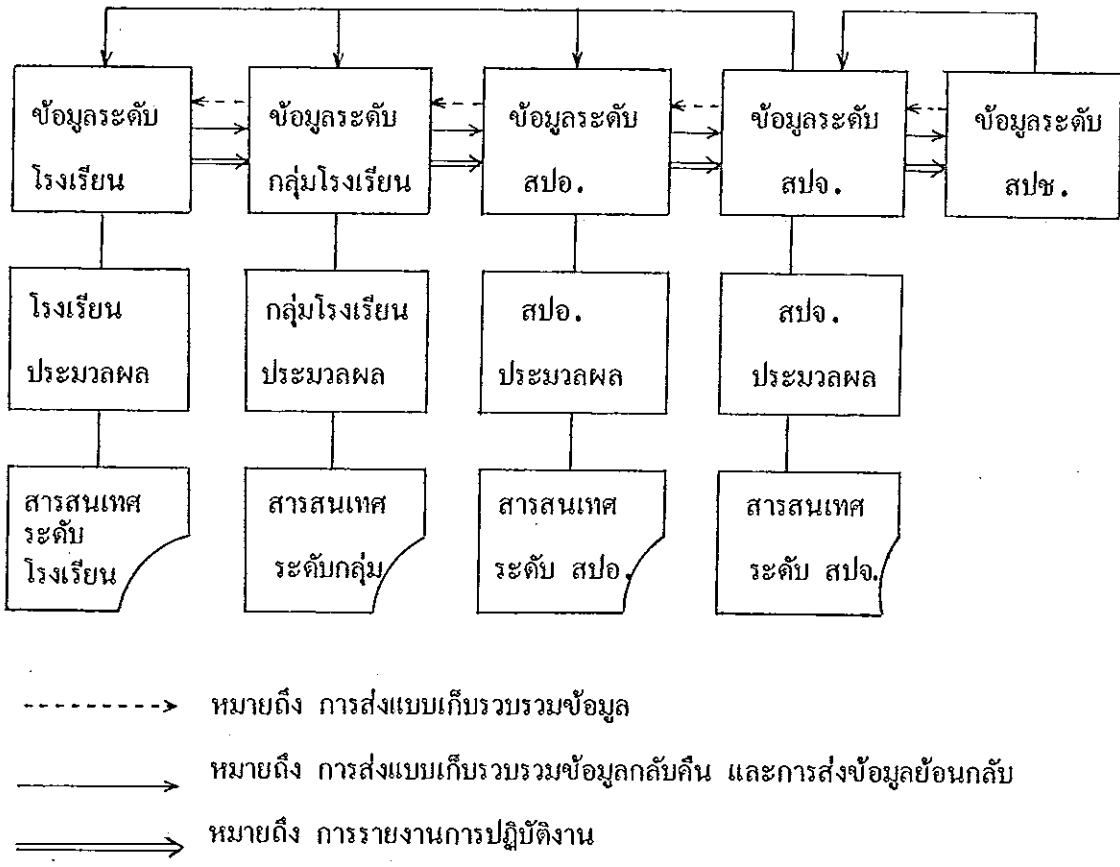 ข้อมูลระดับ
โรงเรียน
ข้อมูลระดับ
กลุ่มโรงเรียน
ข้อมูลระดับ
สปอ.
ข้อมูลระดับ
สปจ.
ข้อมูลระดับ
สปช.
โรงเรียน
ประมวลผล
กลุ่มโรงเรียน
ประมวลผล
สปอ.
ประมวลผล
สปจ.
ประมวลผล
สารสนเทศ
ระดับ
โรงเรียน
สารสนเทศ
ระดับกลุ่ม
สารสนเทศ
ระดับ สปอ.
สารสนเทศ
ระดับ สปจ.
หมายถึง การส่งแบบเก็บรวบรวมข้อมูล
หมายถึง การส่งแบบเก็บรวบรวมข้อมูลกลับคืน และการส่งข้อมูลย้อนกลับ
หมายถึง การรายงานการปฏิบัติงาน